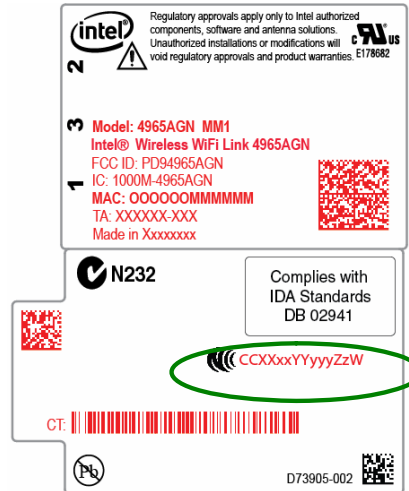 intel®
Regulatory approvals apply only to Intel authorized
components, software and antenna solutions.
Unauthorized installations or modifications will
void regulatory approvals and product warranties.
c UL us
E178682
2
3
1
Model: 4965AGN MM1
Intel® Wireless WiFi Link 4965AGN
FCC ID: PD94965AGN
IC: 1000M-4965AGN
MAC: OOOOOOMMMMMM
TA: XXXXXX-XXX
Made in Xxxxxxxx
N232
Complies with
IDA Standards
DB 02941
CCXXxxYYyyyZzW
CT:
Pb
D73905-002